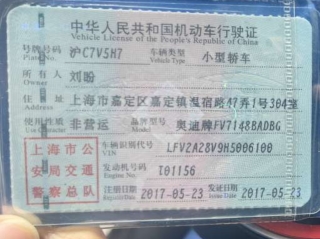 中华人民共和国机动车行驶证
Vehicle License of the People's Republic of China
号牌号码 沪C7V5H7 车辆类型 小型轿车
Plate No. Vehicle Type
所有人 刘盼
Owner
住址 上海市嘉定区嘉定镇温宿路47弄1号304室
Address
使用性质 非营运 品牌型号 奥迪牌FV7148BADBG
Use Character Model
上海市公安局交通警察总队
车辆识别代号 LFV2A28V9H5006100
VIN
发动机号码 T01156
Engine No.
注册日期 2017-05-23 发证日期 2017-05-23
Register Date Issue Date